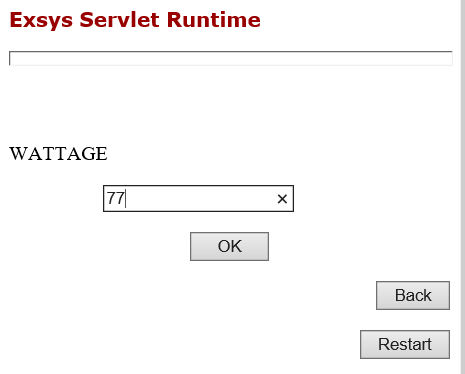 Exsys Servlet Runtime
WATTAGE
77
OK
Back
Restart